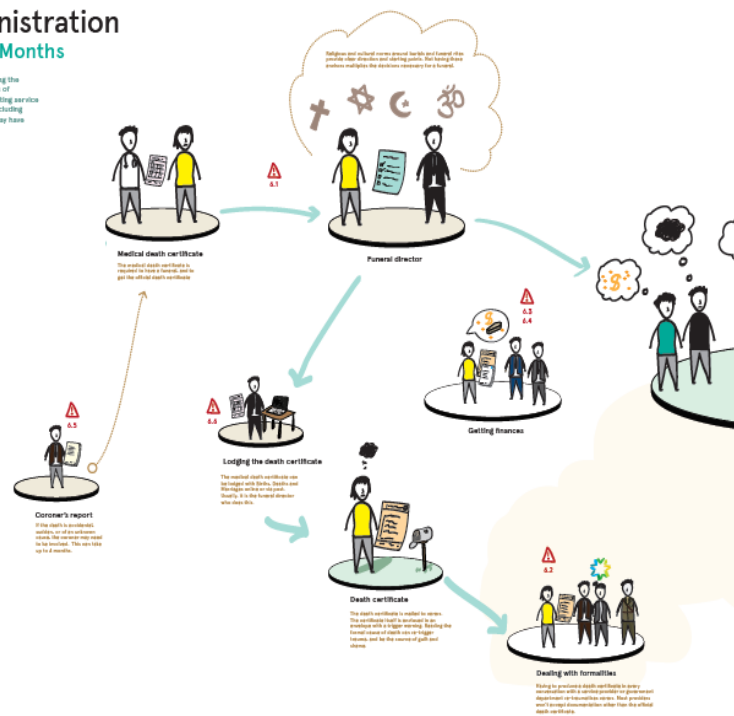 nistration
Months
ng the
of
ting service
cluding
ay have
Religious and cultural norms around burials and funeral rites
provide clear direction and starting points. Not having these
anchors multiplies the decisions necessary for a funeral.
6.1
Medical death certificate
The medical death certificate is
required to have a funeral, and to
get the official death certificate
Funeral director
6.3
6.4
Getting finances
6.5
Coroner's report
If the death is accidental,
sudden, or of an unknown
cause, the coroner may need
to be involved. This can take
up to 6 months.
6.6
Lodging the death certificate
The medical death certificate can
be lodged with Births, Deaths and
Marriages online or via post.
Usually, it is the funeral director
who does this.
Death certificate
The death certificate is mailed to carers.
The certificate itself is enclosed in an
envelope with a trigger warning. Reading the
formal cause of death can re-trigger
trauma, and be the source of guilt and
shame.
6.2
Dealing with formalities
Having to produce a death certificate in every
conversation with a service provider or government
department re-traumatises carers. Most providers
won't accept documentation other than the official
death certificate.